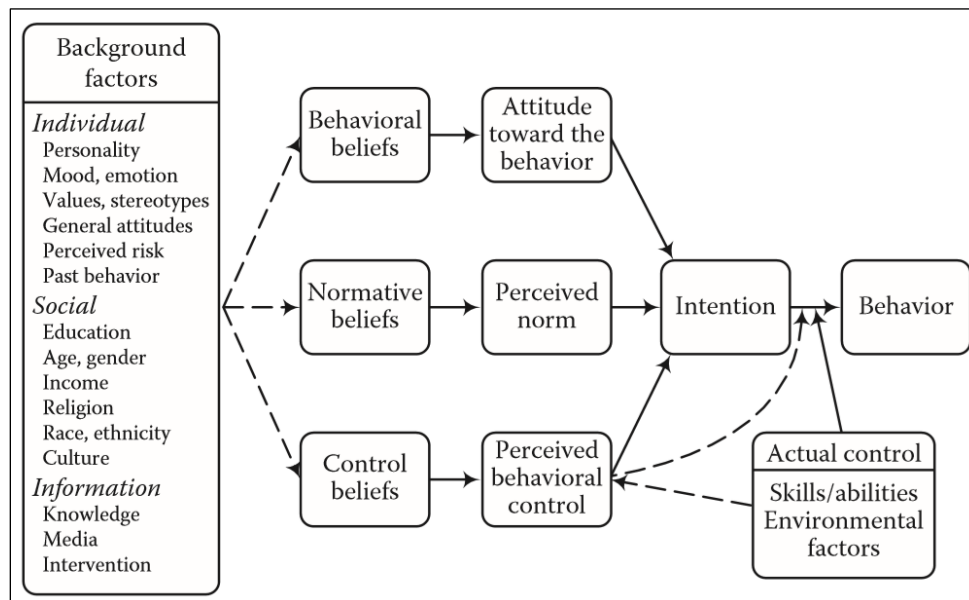 Background
factors
Individual
Personality
Mood, emotion
Values, stereotypes
General attitudes
Perceived risk
Past behavior
Social
Education
Age, gender
Income
Religion
Race, ethnicity
Culture
Information
Knowledge
Media
Intervention
Behavioral
beliefs
Attitude
toward the
behavior
Normative
beliefs
Perceived
norm
Intention
Behavior
Control
beliefs
Perceived
behavioral
control
Actual control
Skills/abilities
Environmental
factors